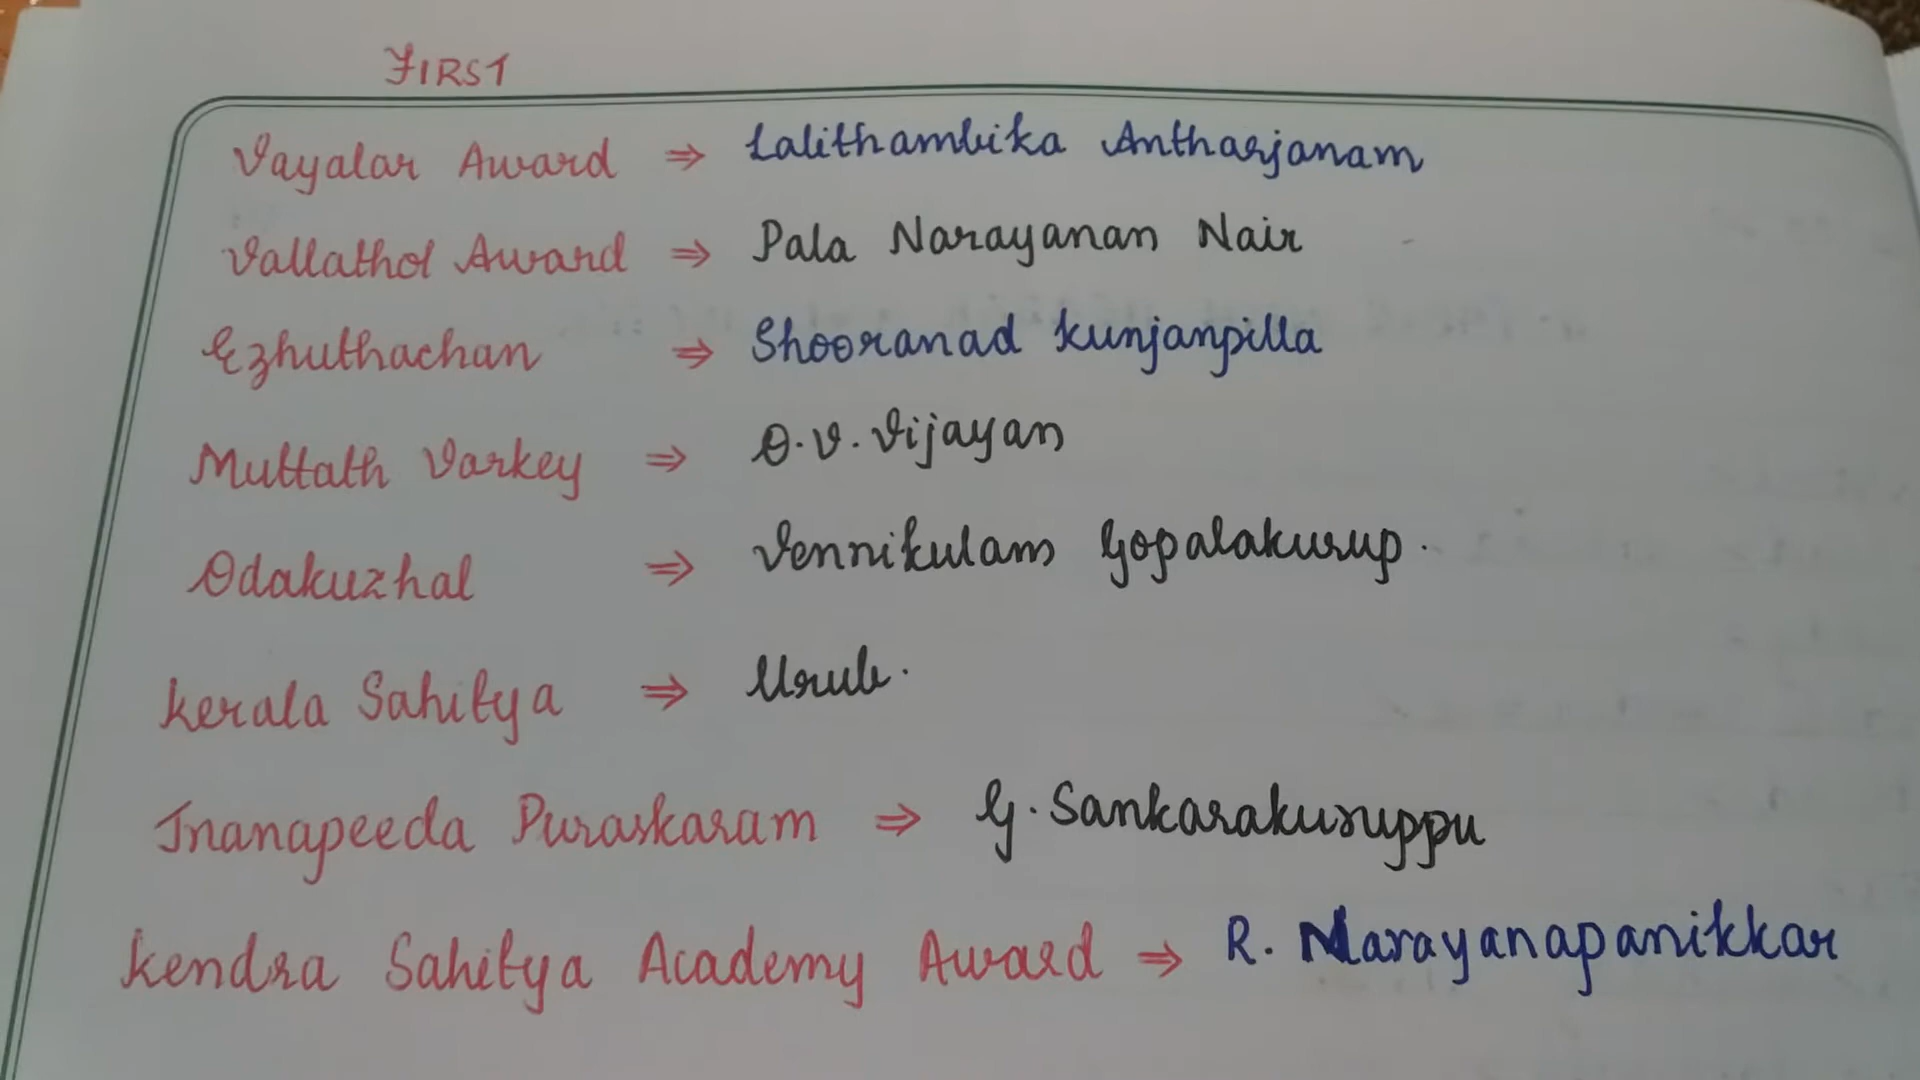 FIRST
Vayalar Award ⇒ Lalithambika Antharjanam
Vallathol Award ⇒ Pala Narayanan Nair
Ezhuthachan ⇒ Shooranad Kunjanpilla
Muttath Varkey ⇒ O.V. Vijayan
Odakuzhal ⇒ Vennikulam Gopalakurup.
Kerala Sahitya ⇒ Urub.
Jnanapeeda Puraskaram ⇒ G. Sankarakuruppu
Kendra Sahitya Academy Award ⇒ R. Narayanapanikkar